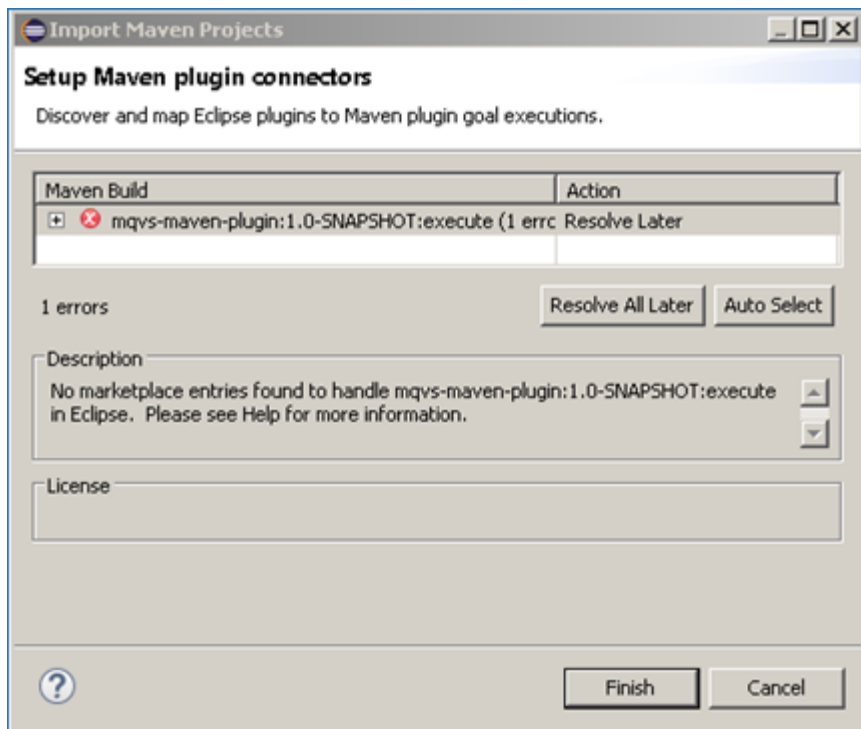 Import Maven Projects
Setup Maven plugin connectors
Discover and map Eclipse plugins to Maven plugin goal executions.
Maven Build Action
mqvs-maven-plugin:1.0-SNAPSHOT:execute (1 errc Resolve Later
1 errors Resolve All Later Auto Select
Description
No marketplace entries found to handle mqvs-maven-plugin:1.0-SNAPSHOT:execute
in Eclipse. Please see Help for more information.
License
? Finish Cancel